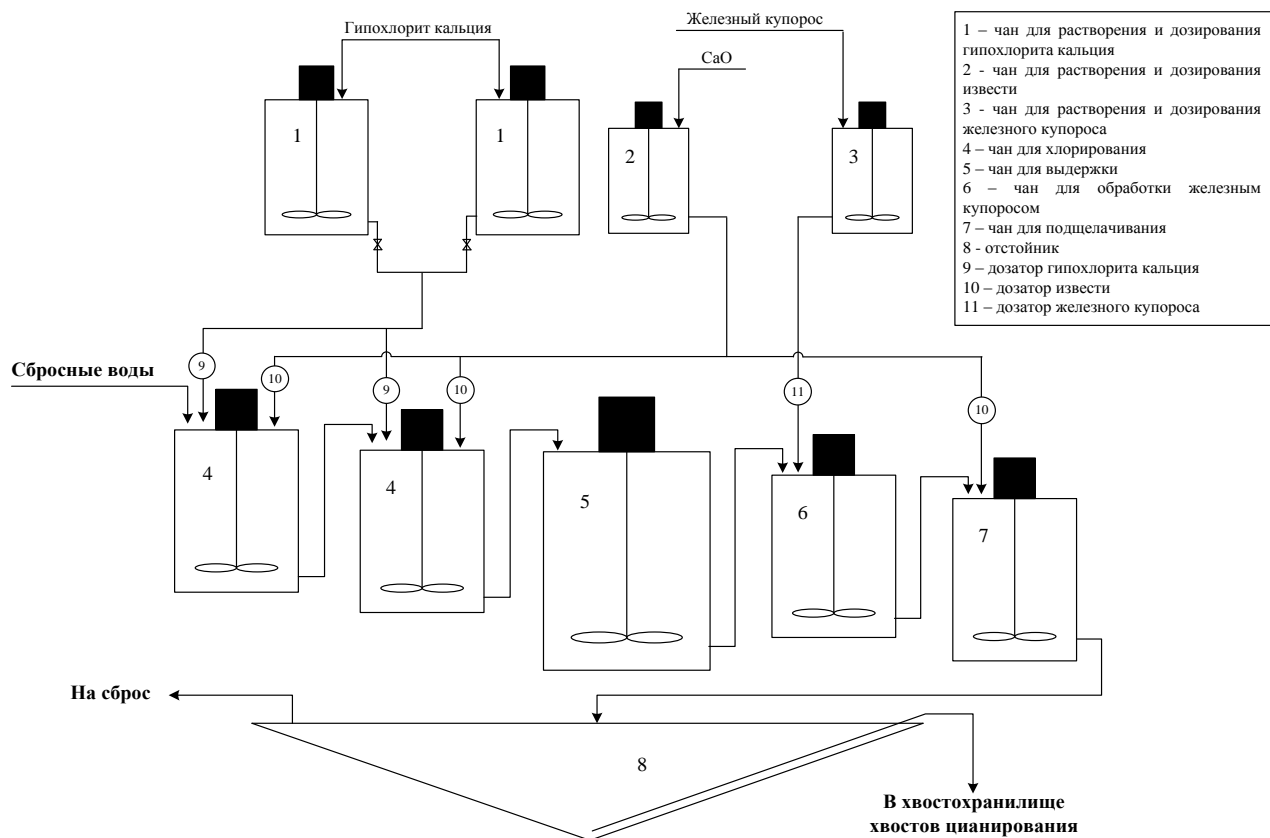 Гипохлорит кальция
Железный купорос
CaO
1
1
2
3
1 – чан для растворения и дозирования
гипохлорита кальция
2 - чан для растворения и дозирования
извести
3 - чан для растворения и дозирования
железного купороса
4 – чан для хлорирования
5 – чан для выдержки
6 – чан для обработки железным
купоросом
7 – чан для подщелачивания
8 - отстойник
9 – дозатор гипохлорита кальция
10 – дозатор извести
11 – дозатор железного купороса
Сбросные воды
9
10
9
10
11
10
4
4
5
6
7
На сброс
8
В хвостохранилище
хвостов цианирования